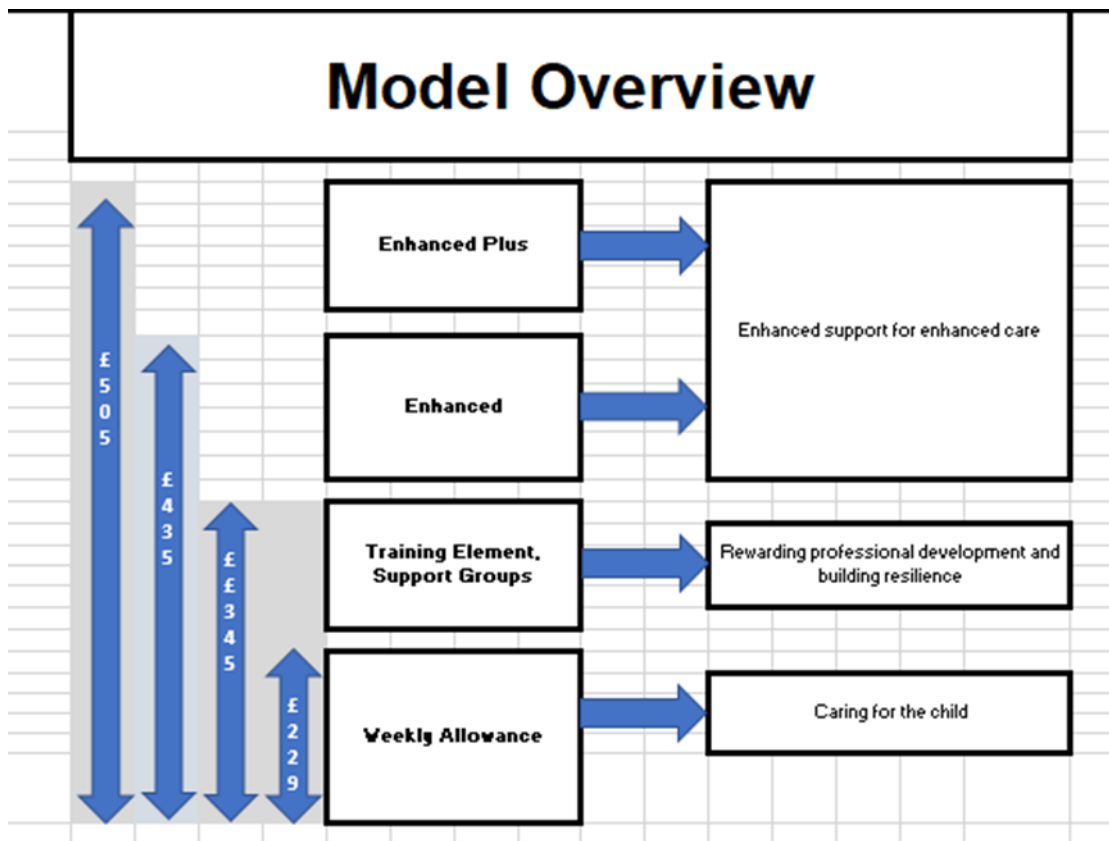 Model Overview
£505
£435
££345
£229
Enhanced Plus
Enhanced support for enhanced care
Enhanced
Training Element,
Support Groups
Rewarding professional development and
building resilience
Weekly Allowance
Caring for the child